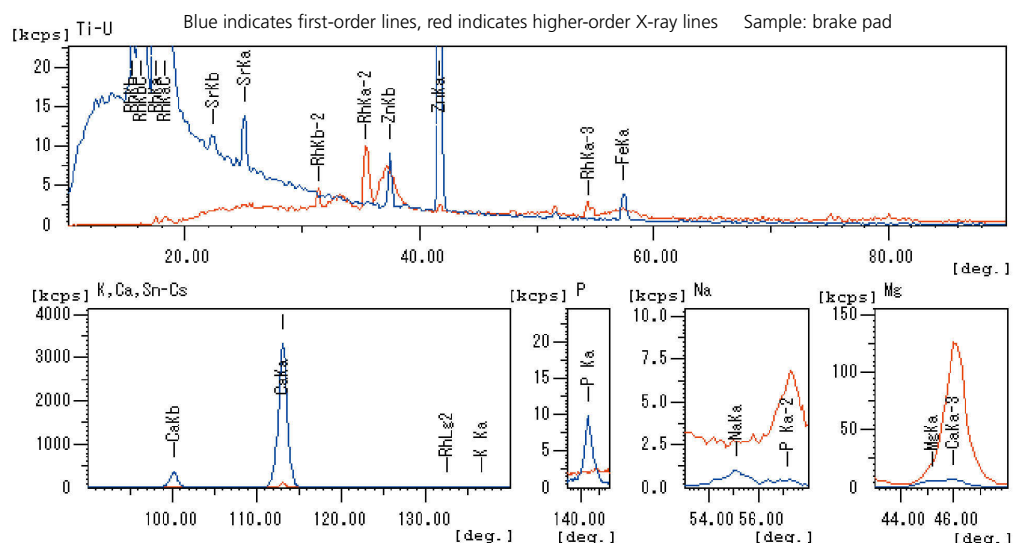 Blue indicates first-order lines, red indicates higher-order X-ray lines Sample: brake pad
[kcps] Ti-U
20
15
10
5
0
SrKb
SrKa
RhKb-2
RhKa-2
ZnKb
ZnKa
RhKa-3
FeKa
20.00 40.00 60.00 80.00
[deg.]
[kcps] K,Ca,Sn-Cs
4000
3000
2000
1000
0
CaKb
CaKa
RhLg2
K Ka
100.00 110.00 120.00 130.00
[deg.]
[kcps] P
20
15
10
5
0
P Ka
140.00
[deg.]
[kcps] Na
10.0
7.5
5.0
2.5
0.0
NaKa
P Ka-2
54.00 56.00
[deg.]
[kcps] Mg
150
100
50
0
MgKa
CaKa-3
44.00 46.00
[deg.]